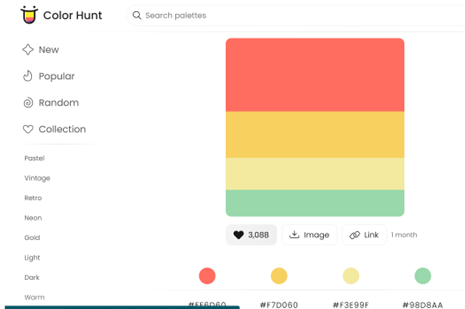 Color Hunt
Search palettes
New
Popular
Random
Collection
Pastel
Vintage
Retro
Neon
Gold
Light
Dark
Warm
3,088
Image
Link
1 month
#FF6D60
#F7D060
#F3E99F
#98D8AA